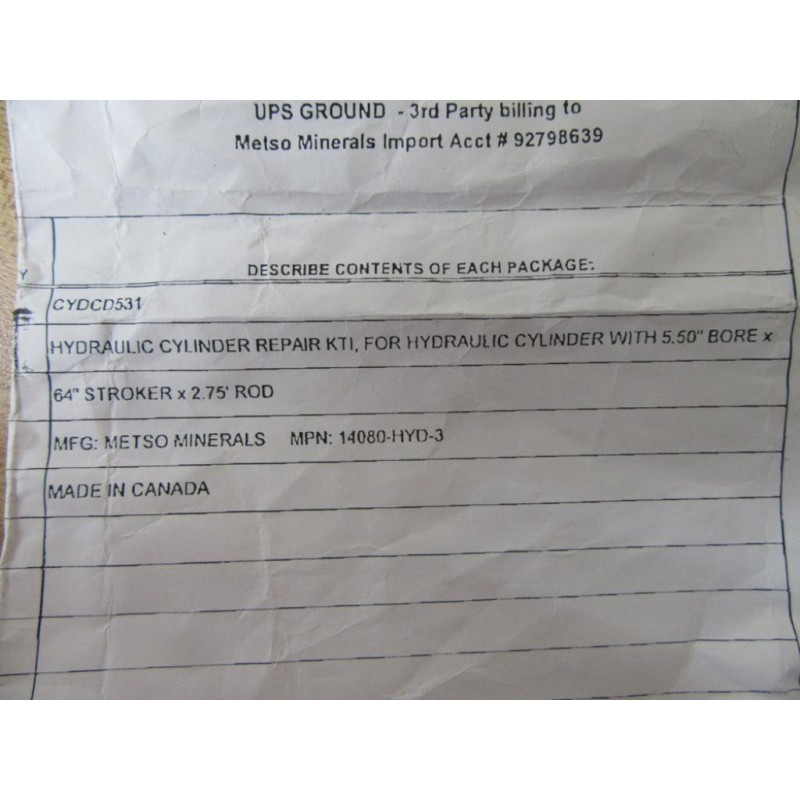 UPS GROUND - 3rd Party billing to
Metso Minerals Import Acct # 92798639
Y
DESCRIBE CONTENTS OF EACH PACKAGE:
CYDCD531
HYDRAULIC CYLINDER REPAIR KTI, FOR HYDRAULIC CYLINDER WITH 5.50" BORE x
64" STROKER x 2.75' ROD
MFG: METSO MINERALS MPN: 14080-HYD-3
MADE IN CANADA